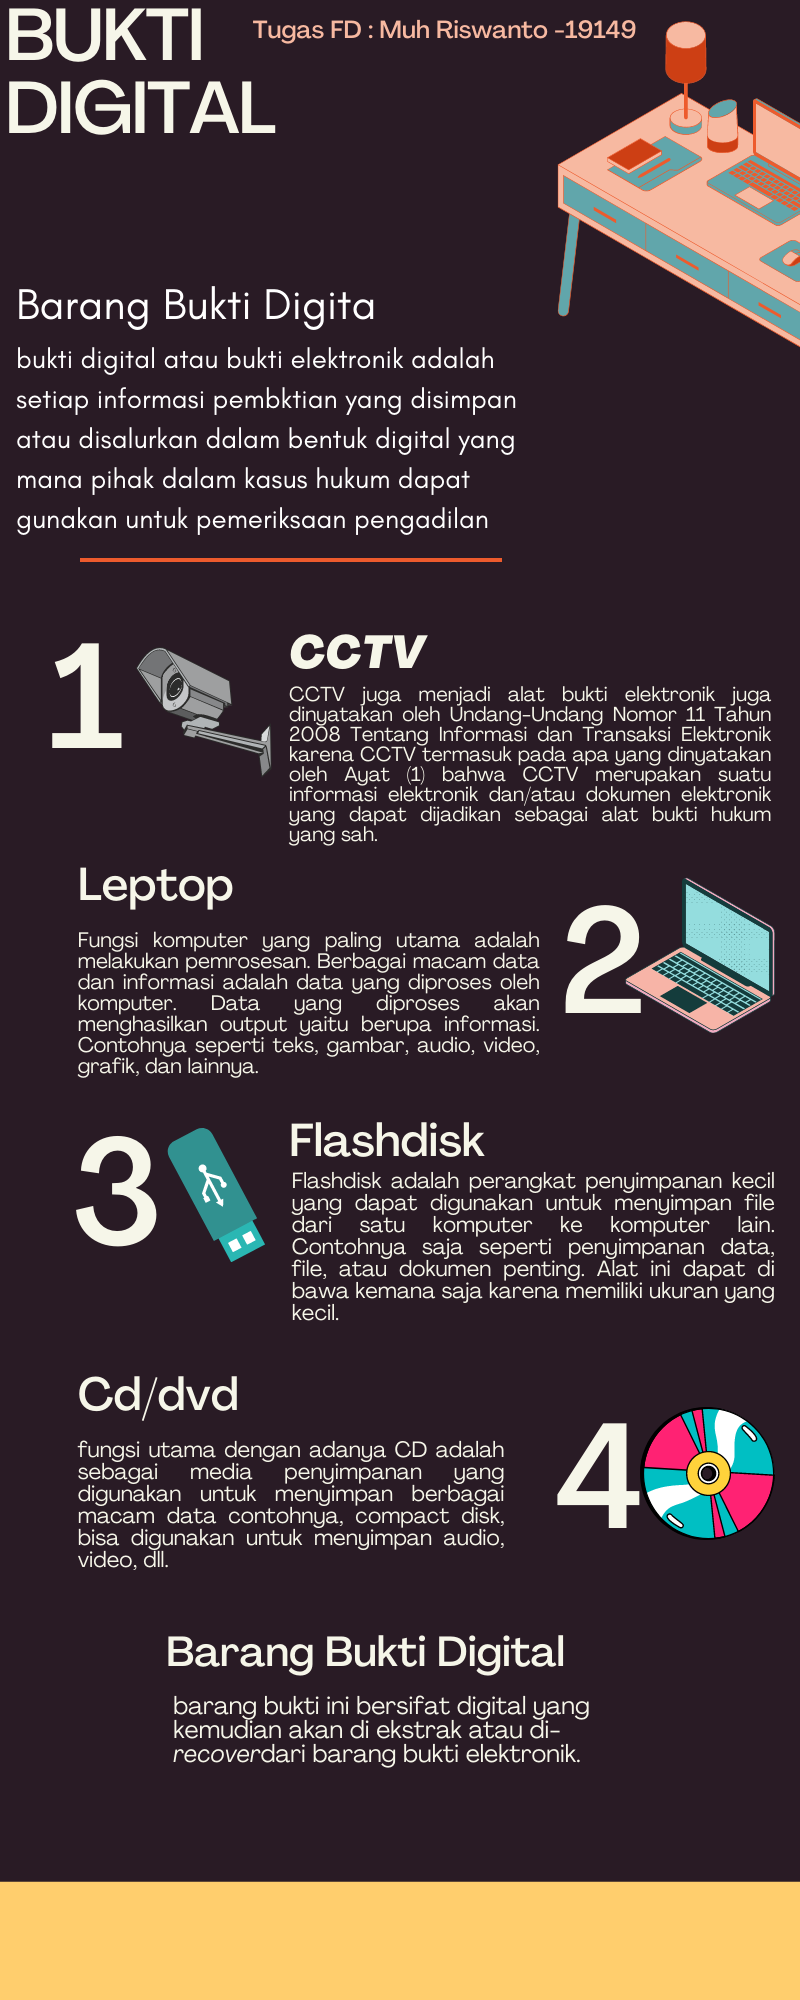 BUKTI
DIGITAL
Tugas FD : Muh Riswanto -19149
Barang Bukti Digita
bukti digital atau bukti elektronik adalah
setiap informasi pembktian yang disimpan
atau disalurkan dalam bentuk digital yang
mana pihak dalam kasus hukum dapat
gunakan untuk pemeriksaan pengadilan
1
CCTV
CCTV juga menjadi alat bukti elektronik juga
dinyatakan oleh Undang-Undang Nomor 11 Tahun
2008 Tentang Informasi dan Transaksi Elektronik
karena CCTV termasuk pada apa yang dinyatakan
oleh Ayat (1) bahwa CCTV merupakan suatu
informasi elektronik dan/atau dokumen elektronik
yang dapat dijadikan sebagai alat bukti hukum
yang sah.
Leptop
Fungsi komputer yang paling utama adalah
melakukan pemrosesan. Berbagai macam data
dan informasi adalah data yang diproses oleh
komputer. Data yang diproses akan
menghasilkan output yaitu berupa informasi.
Contohnya seperti teks, gambar, audio, video,
grafik, dan lainnya.
2
3
Flashdisk
Flashdisk adalah perangkat penyimpanan kecil
yang dapat digunakan untuk menyimpan file
dari satu komputer ke komputer lain.
Contohnya saja seperti penyimpanan data,
file, atau dokumen penting. Alat ini dapat di
bawa kemana saja karena memiliki ukuran yang
kecil.
Cd/dvd
fungsi utama dengan adanya CD adalah
sebagai media penyimpanan yang
digunakan untuk menyimpan berbagai
macam data contohnya, compact disk,
bisa digunakan untuk menyimpan audio,
video, dll.
4
Barang Bukti Digital
barang bukti ini bersifat digital yang
kemudian akan di ekstrak atau di-
recoverdari barang bukti elektronik.